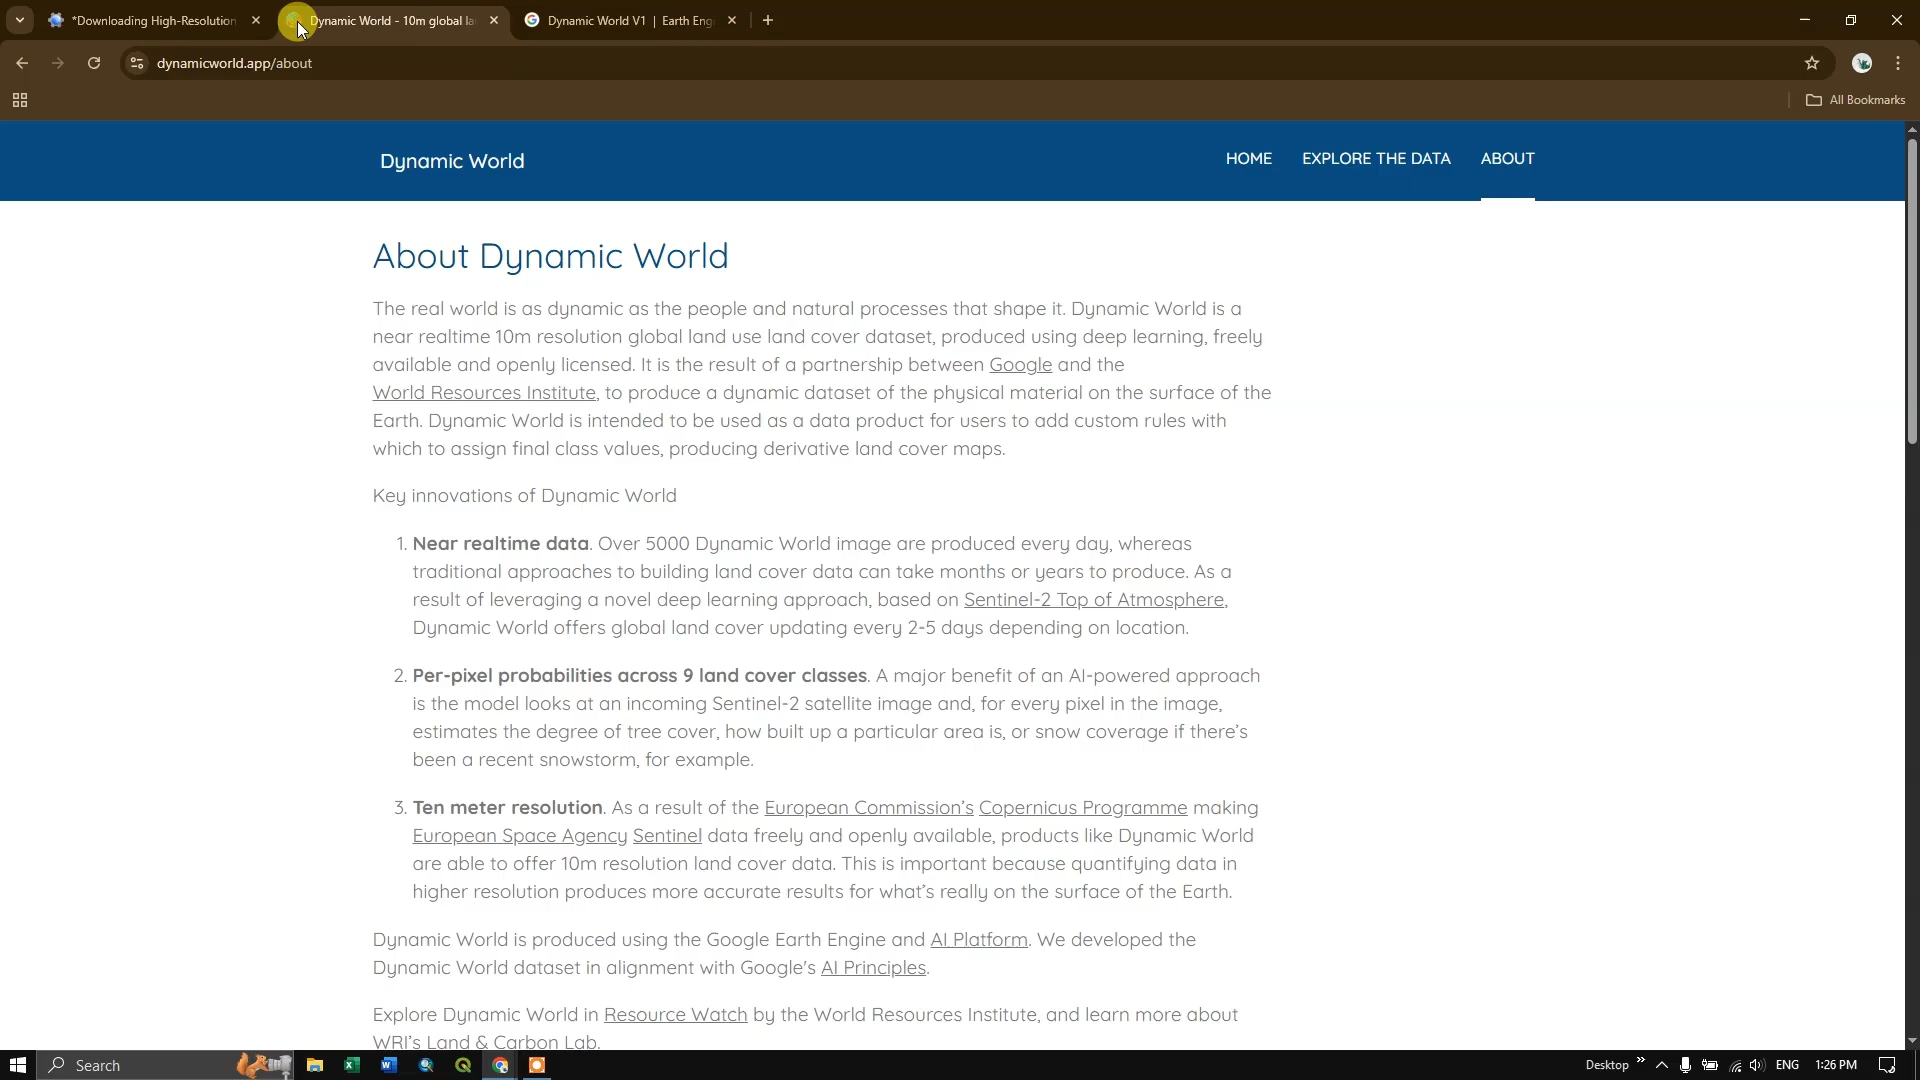 *Downloading High-Resolution
Dynamic World - 10m global la
Dynamic World V1 | Earth Eng
dynamicworld.app/about
All Bookmarks
Dynamic World
HOME
EXPLORE THE DATA
ABOUT
About Dynamic World
The real world is as dynamic as the people and natural processes that shape it. Dynamic World is a
near realtime 10m resolution global land use land cover dataset, produced using deep learning, freely
available and openly licensed. It is the result of a partnership between Google and the
World Resources Institute, to produce a dynamic dataset of the physical material on the surface of the
Earth. Dynamic World is intended to be used as a data product for users to add custom rules with
which to assign final class values, producing derivative land cover maps.
Key innovations of Dynamic World
1. Near realtime data. Over 5000 Dynamic World image are produced every day, whereas
traditional approaches to building land cover data can take months or years to produce. As a
result of leveraging a novel deep learning approach, based on Sentinel-2 Top of Atmosphere,
Dynamic World offers global land cover updating every 2-5 days depending on location.
2. Per-pixel probabilities across 9 land cover classes. A major benefit of an AI-powered approach
is the model looks at an incoming Sentinel-2 satellite image and, for every pixel in the image,
estimates the degree of tree cover, how built up a particular area is, or snow coverage if there's
been a recent snowstorm, for example.
3. Ten meter resolution. As a result of the European Commission's Copernicus Programme making
European Space Agency Sentinel data freely and openly available, products like Dynamic World
are able to offer 10m resolution land cover data. This is important because quantifying data in
higher resolution produces more accurate results for what's really on the surface of the Earth.
Dynamic World is produced using the Google Earth Engine and AI Platform. We developed the
Dynamic World dataset in alignment with Google's AI Principles.
Explore Dynamic World in Resource Watch by the World Resources Institute, and learn more about
WRI's Land & Carbon Lab.
Search
Desktop
ENG
1:26 PM